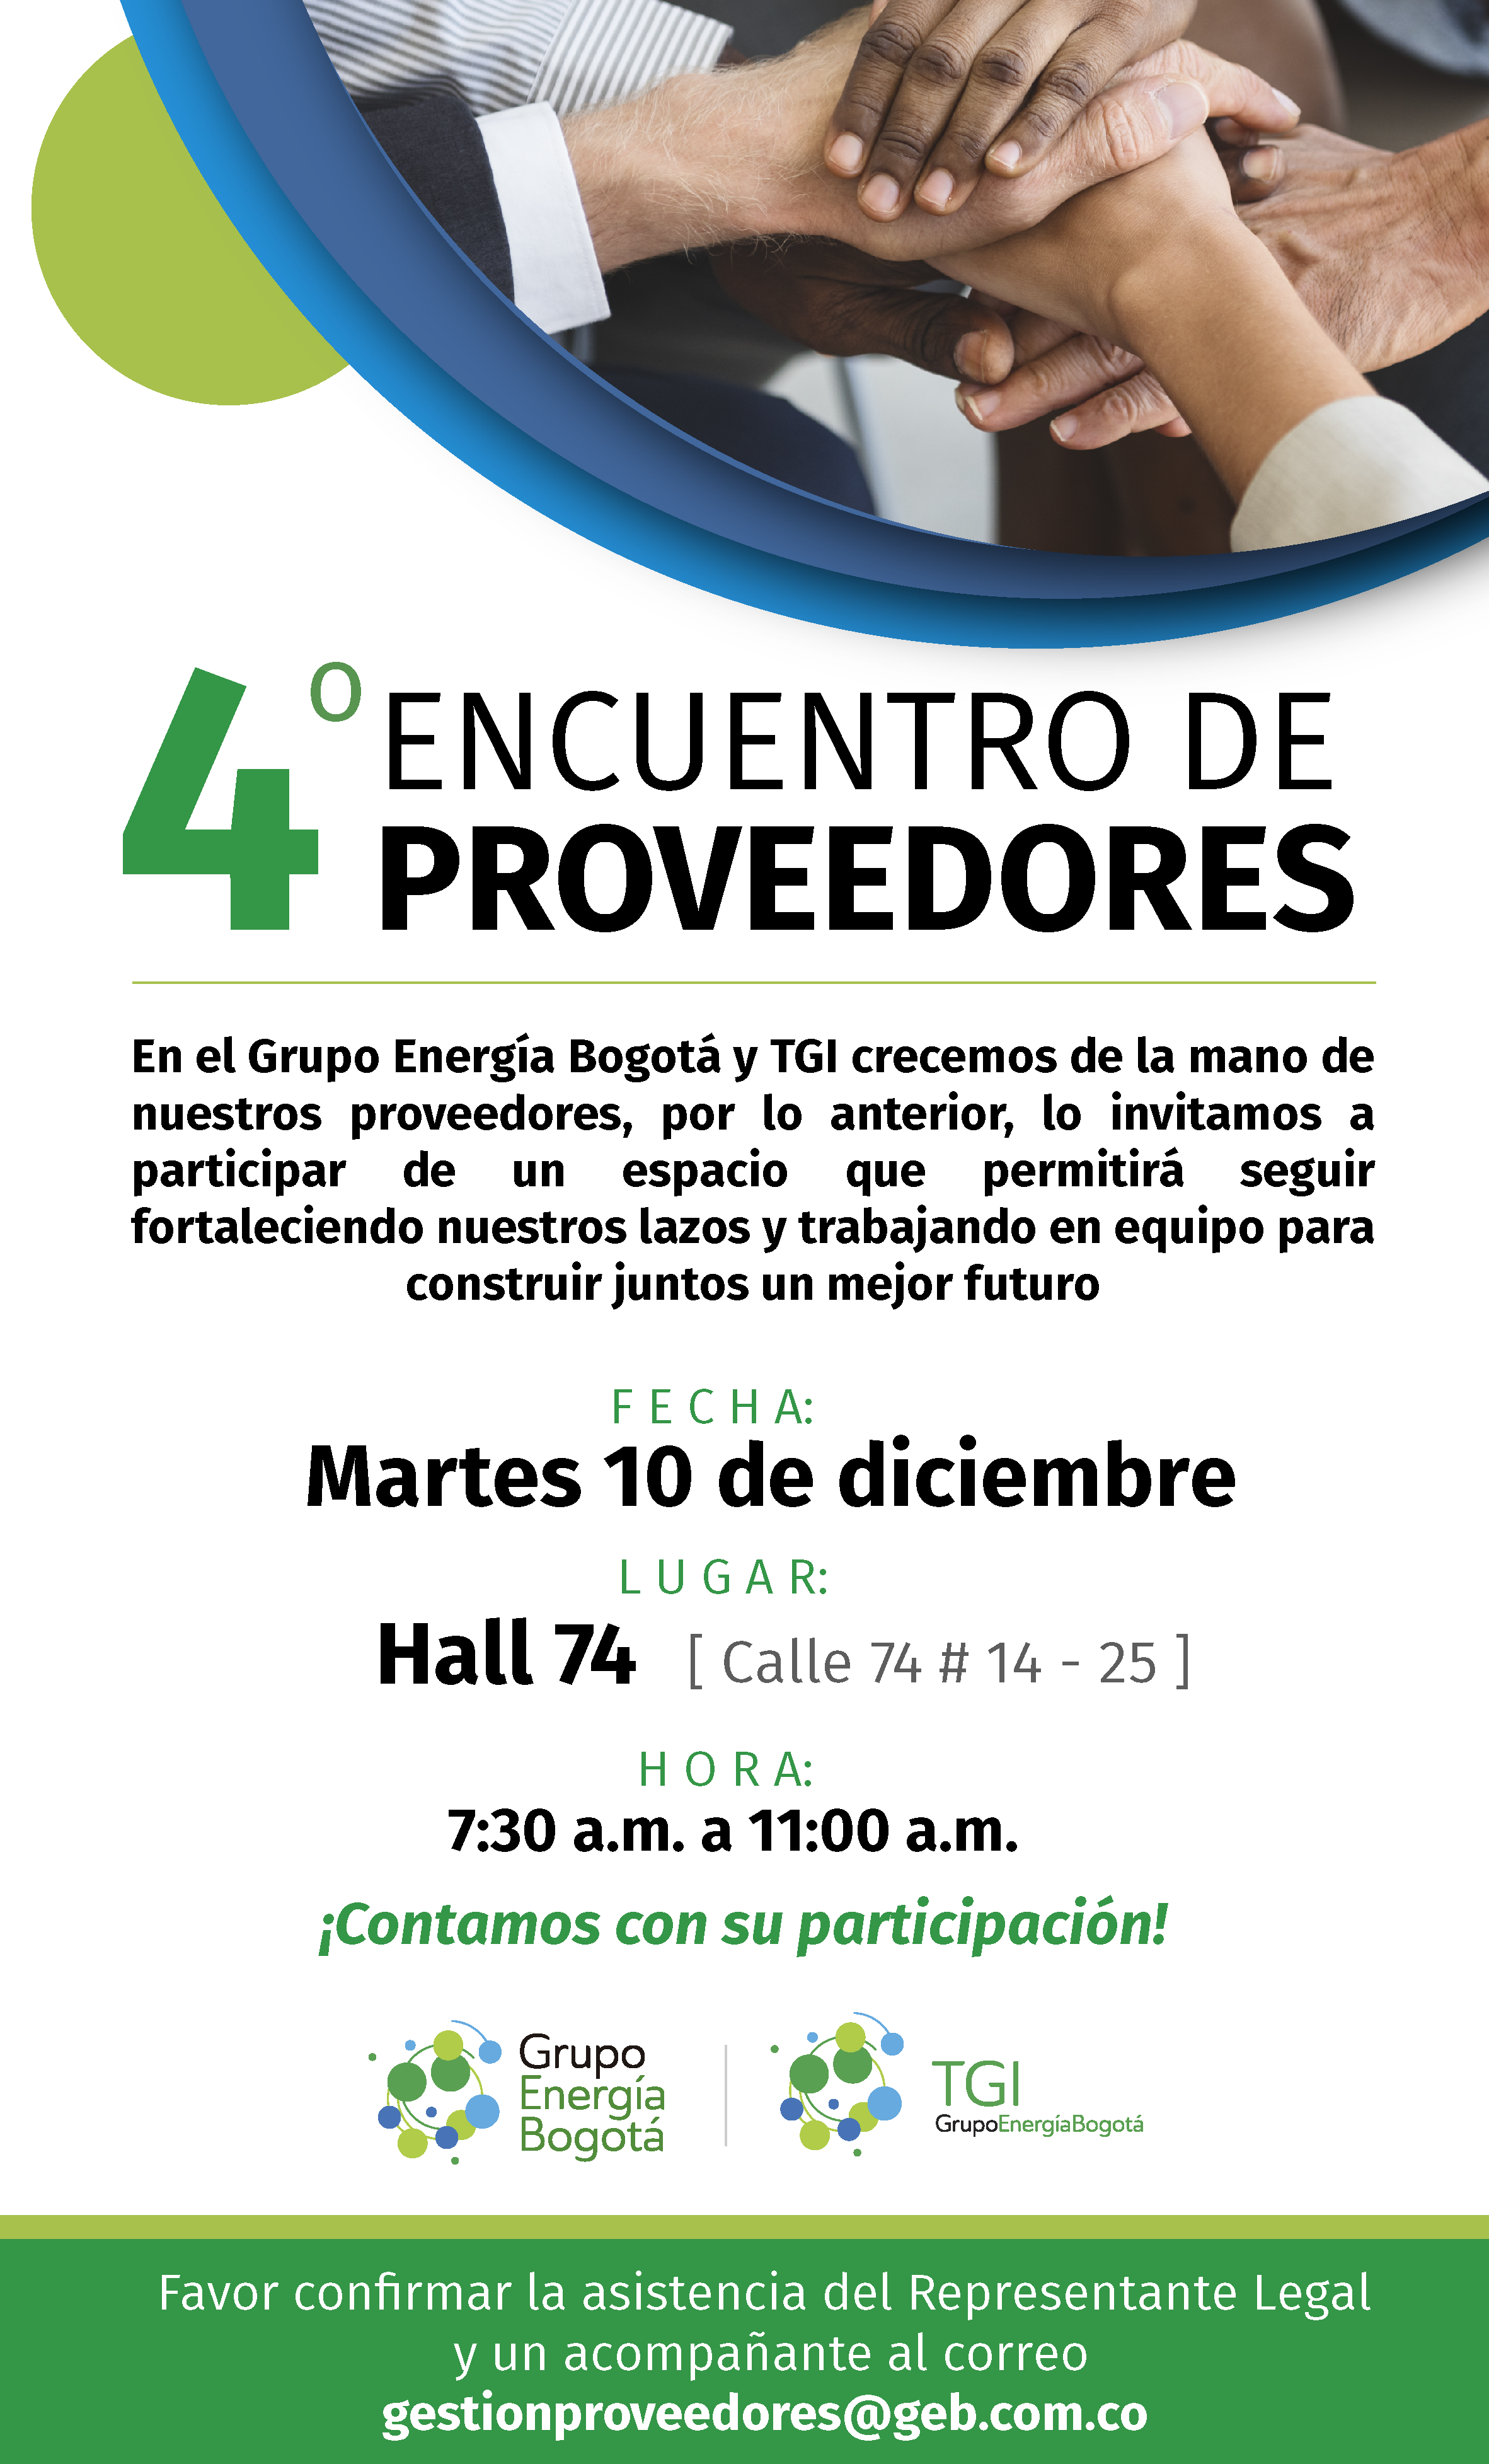 4º ENCUENTRO DE
PROVEEDORES
En el Grupo Energía Bogotá y TGI crecemos de la mano de
nuestros proveedores, por lo anterior, lo invitamos a
participar de un espacio que permitirá seguir
fortaleciendo nuestros lazos y trabajando en equipo para
construir juntos un mejor futuro
FECHA:
Martes 10 de diciembre
LUGAR:
Hall 74 [ Calle 74 # 14 - 25 ]
HORA:
7:30 a.m. a 11:00 a.m.
¡Contamos con su participación!
Grupo
Energía
Bogotá
TGI
GrupoEnergíaBogotá
Favor confirmar la asistencia del Representante Legal
y un acompañante al correo
gestionproveedores@geb.com.co